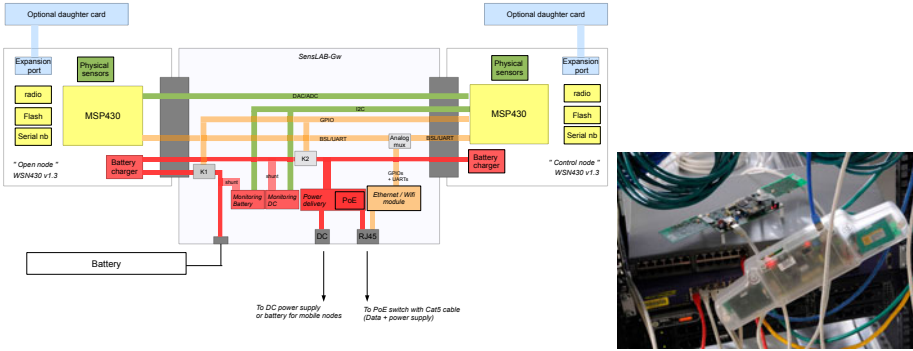 Optional daughter card
Optional daughter card
SensLAB-Gw
Expansion
port
Physical
sensors
Physical
sensors
Expansion
port
radio
Flash
Serial nb
MSP430
DAC/ADC
I2C
GPIO
BSL/UART
Analog
mux
BSL/UART
MSP430
radio
Flash
Serial nb
" Open node "
WSN430 v1.3
Battery
charger
K1
K2
shunt
shunt
Battery
charger
" Control node "
WSN430 v1.3
GPIOs
+ UARTs
Monitoring
Battery
Monitoring
DC
Power
delivery
PoE
Ethernet / Wifi
module
DC
RJ45
Battery
To DC power supply
or battery for mobile nodes
To PoE switch with Cat5 cable
(Data + power supply)